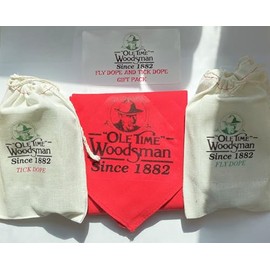 "OLE TIME"
Woodsman
Since 1882
FLY DOPE AND TICK DOPE
GIFT PACK
"OLE TIME"
Woodsman
Since 1882
TICK DOPE
"OLE TIME"
Woodsman
Since 1882
"OLE TIME"
Woodsman
Since 1882
FLY DOPE